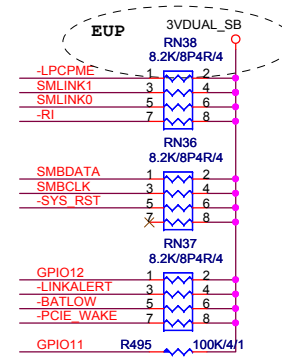 EUP 3VDUAL_SB
RN38
8.2K/8P4R/4
-LPCPME 1 2
SMLINK1 3 4
SMLINK0 5 6
-RI 7 8
RN36
8.2K/8P4R/4
SMBDATA 1 2
SMBCLK 3 4
-SYS_RST 5 6
7 8
RN37
8.2K/8P4R/4
GPIO12 1 2
-LINKALERT 3 4
-BATLOW 5 6
-PCIE_WAKE 7 8
GPIO11 R495 100K/4/1